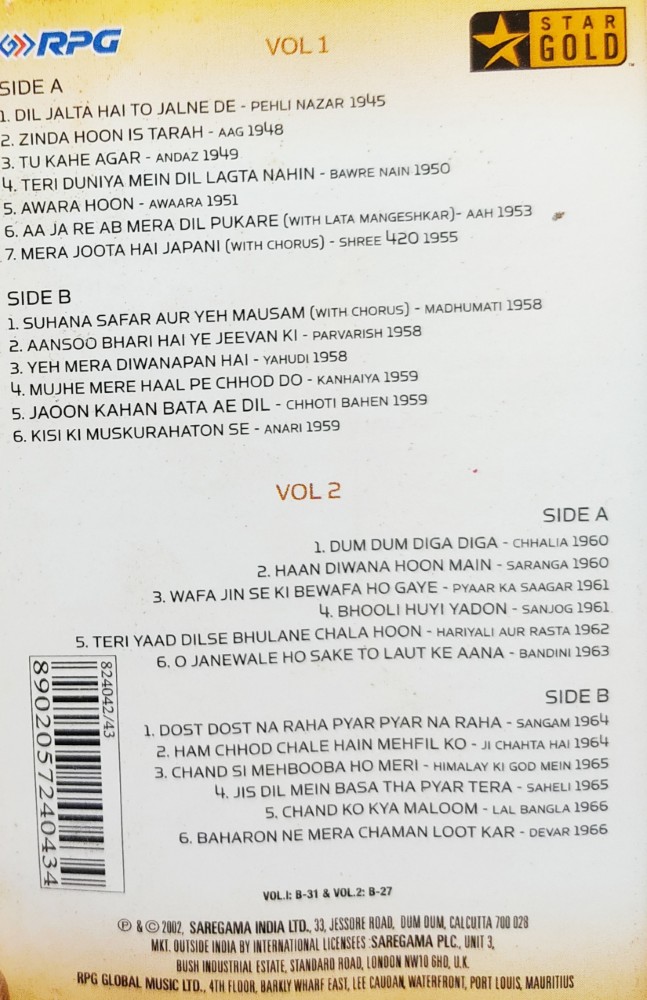 RPG
VOL 1
STAR
GOLD
SIDE A
1. DIL JALTA HAI TO JALNE DE - PEHLI NAZAR 1945
2. ZINDA HOON IS TARAH - AAG 1948
3. TU KAHE AGAR - ANDAZ 1949
4. TERI DUNIYA MEIN DIL LAGTA NAHIN - BAWRE NAIN 1950
5. AWARA HOON - AWAARA 1951
6. AA JA RE AB MERA DIL PUKARE (WITH LATA MANGESHKAR)- AAH 1953
7. MERA JOOTA HAI JAPANI (WITH CHORUS) - SHREE 420 1955
SIDE B
1. SUHANA SAFAR AUR YEH MAUSAM (WITH CHORUS) - MADHUMATI 1958
2. AANSOO BHARI HAI YE JEEVAN KI - PARVARISH 1958
3. YEH MERA DIWANAPAN HAI - YAHUDI 1958
4. MUJHE MERE HAAL PE CHHOD DO - KANHAIYA 1959
5. JAOON KAHAN BATA AE DIL - CHHOTI BAHEN 1959
6. KISI KI MUSKURAHATON SE - ANARI 1959
VOL 2
SIDE A
1. DUM DUM DIGA DIGA - CHHALIA 1960
2. HAAN DIWANA HOON MAIN - SARANGA 1960
3. WAFA JIN SE KI BEWAFA HO GAYE - PYAAR KA SAAGAR 1961
4. BHOOLI HUYI YADON - SANJOG 1961
5. TERI YAAD DILSE BHULANE CHALA HOON - HARIYALI AUR RASTA 1962
6. O JANEWALE HO SAKE TO LAUT KE AANA - BANDINI 1963
SIDE B
1. DOST DOST NA RAHA PYAR PYAR NA RAHA - SANGAM 1964
2. HAM CHHOD CHALE HAIN MEHFIL KO - JI CHAHTA HAI 1964
3. CHAND SI MEHBOOBA HO MERI - HIMALAY KI GOD MEIN 1965
4. JIS DIL MEIN BASA THA PYAR TERA - SAHELI 1965
5. CHAND KO KYA MALOOM - LAL BANGLA 1966
6. BAHARON NE MERA CHAMAN LOOT KAR - DEVAR 1966
824042/43
8902057240434
VOL.1: B-31 & VOL.2: B-27
℗ & © 2002, SAREGAMA INDIA LTD., 33, JESSORE ROAD, DUM DUM, CALCUTTA 700 028
MKT. OUTSIDE INDIA BY INTERNATIONAL LICENSEES :SAREGAMA PLC., UNIT 3,
BUSH INDUSTRIAL ESTATE, STANDARD ROAD, LONDON NW10 6HD, U.K.
RPG GLOBAL MUSIC LTD., 4TH FLOOR, BARKLY WHARF EAST, LEE CAUDAN, WATERFRONT, PORT LOUIS, MAURITIUS